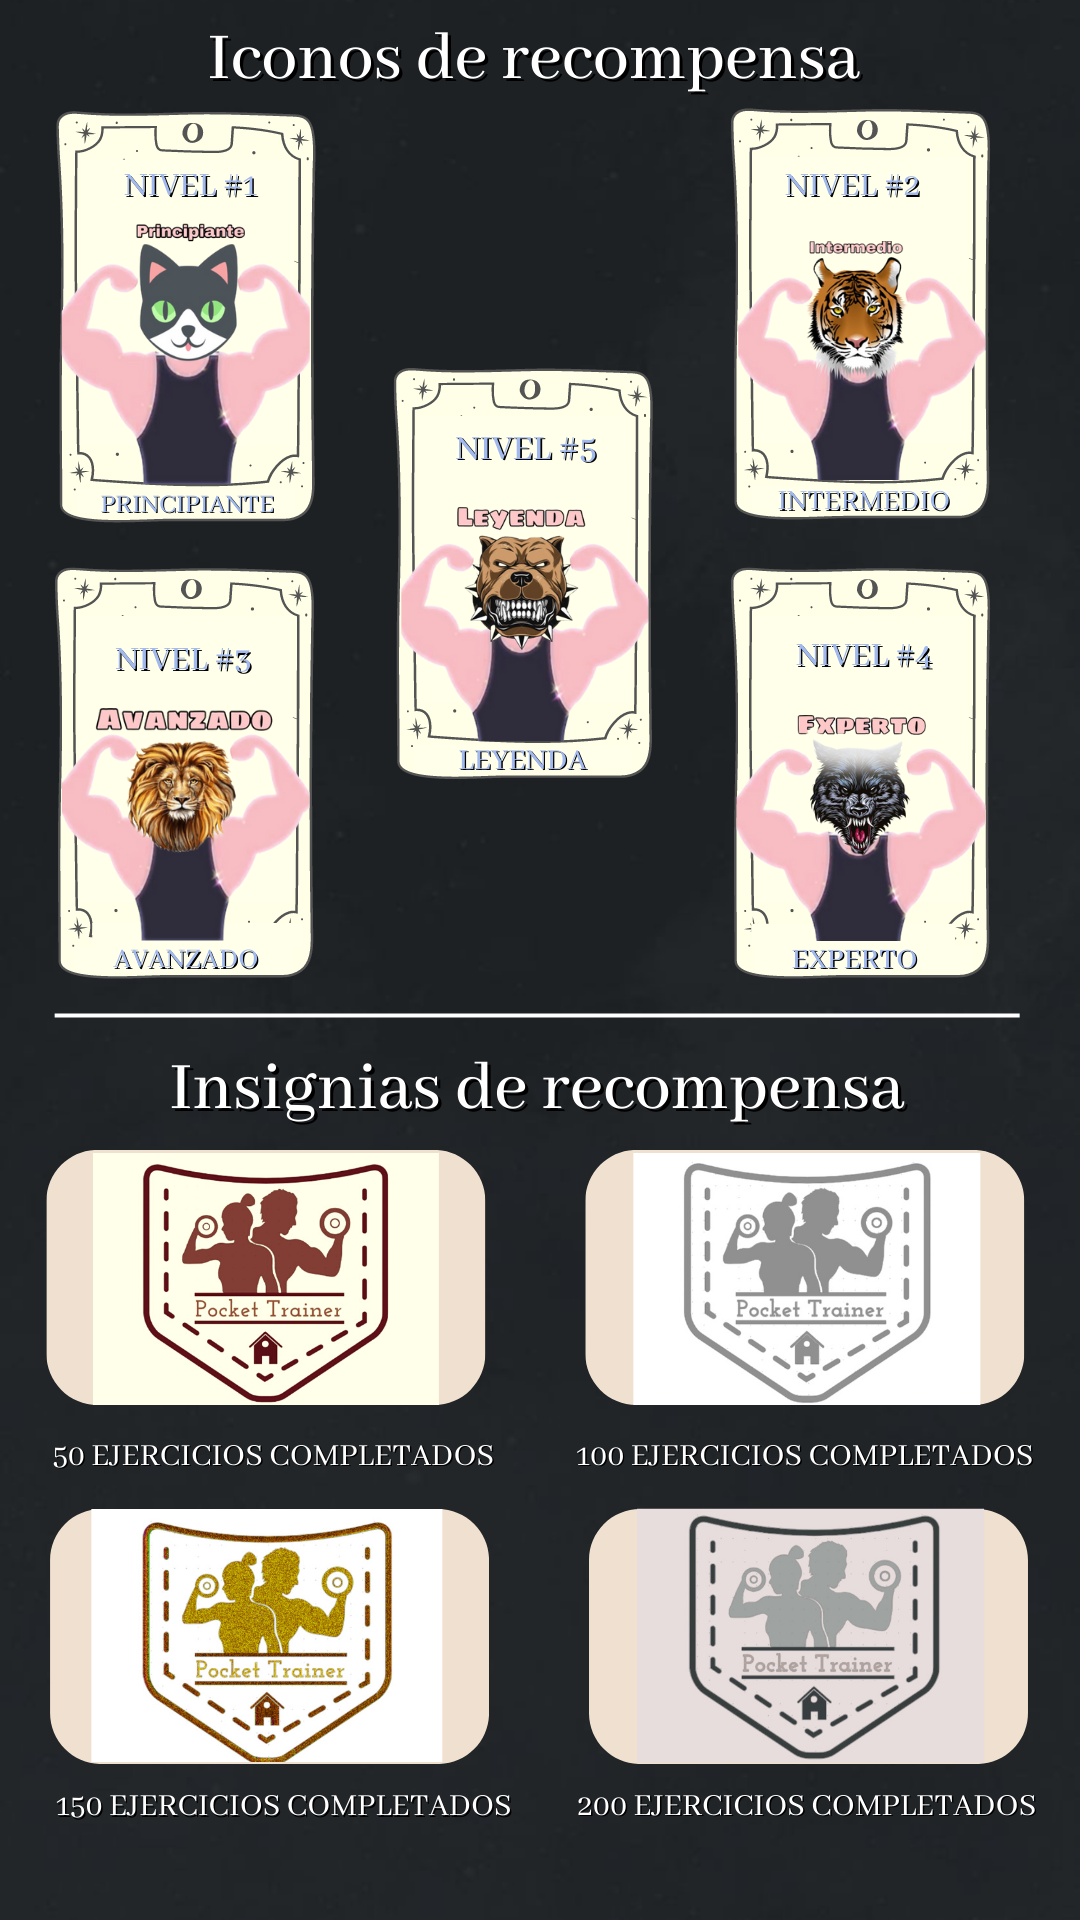 Iconos de recompensa
O
NIVEL #1
Principiante
PRINCIPIANTE
O
NIVEL #2
Intermedio
INTERMEDIO
O
NIVEL #5
LEYENDA
LEYENDA
O
NIVEL #3
AVANZADO
AVANZADO
O
NIVEL #4
EXPERTO
EXPERTO
Insignias de recompensa
Pocket Trainer
50 EJERCICIOS COMPLETADOS
Pocket Trainer
100 EJERCICIOS COMPLETADOS
Pocket Trainer
150 EJERCICIOS COMPLETADOS
Pocket Trainer
200 EJERCICIOS COMPLETADOS